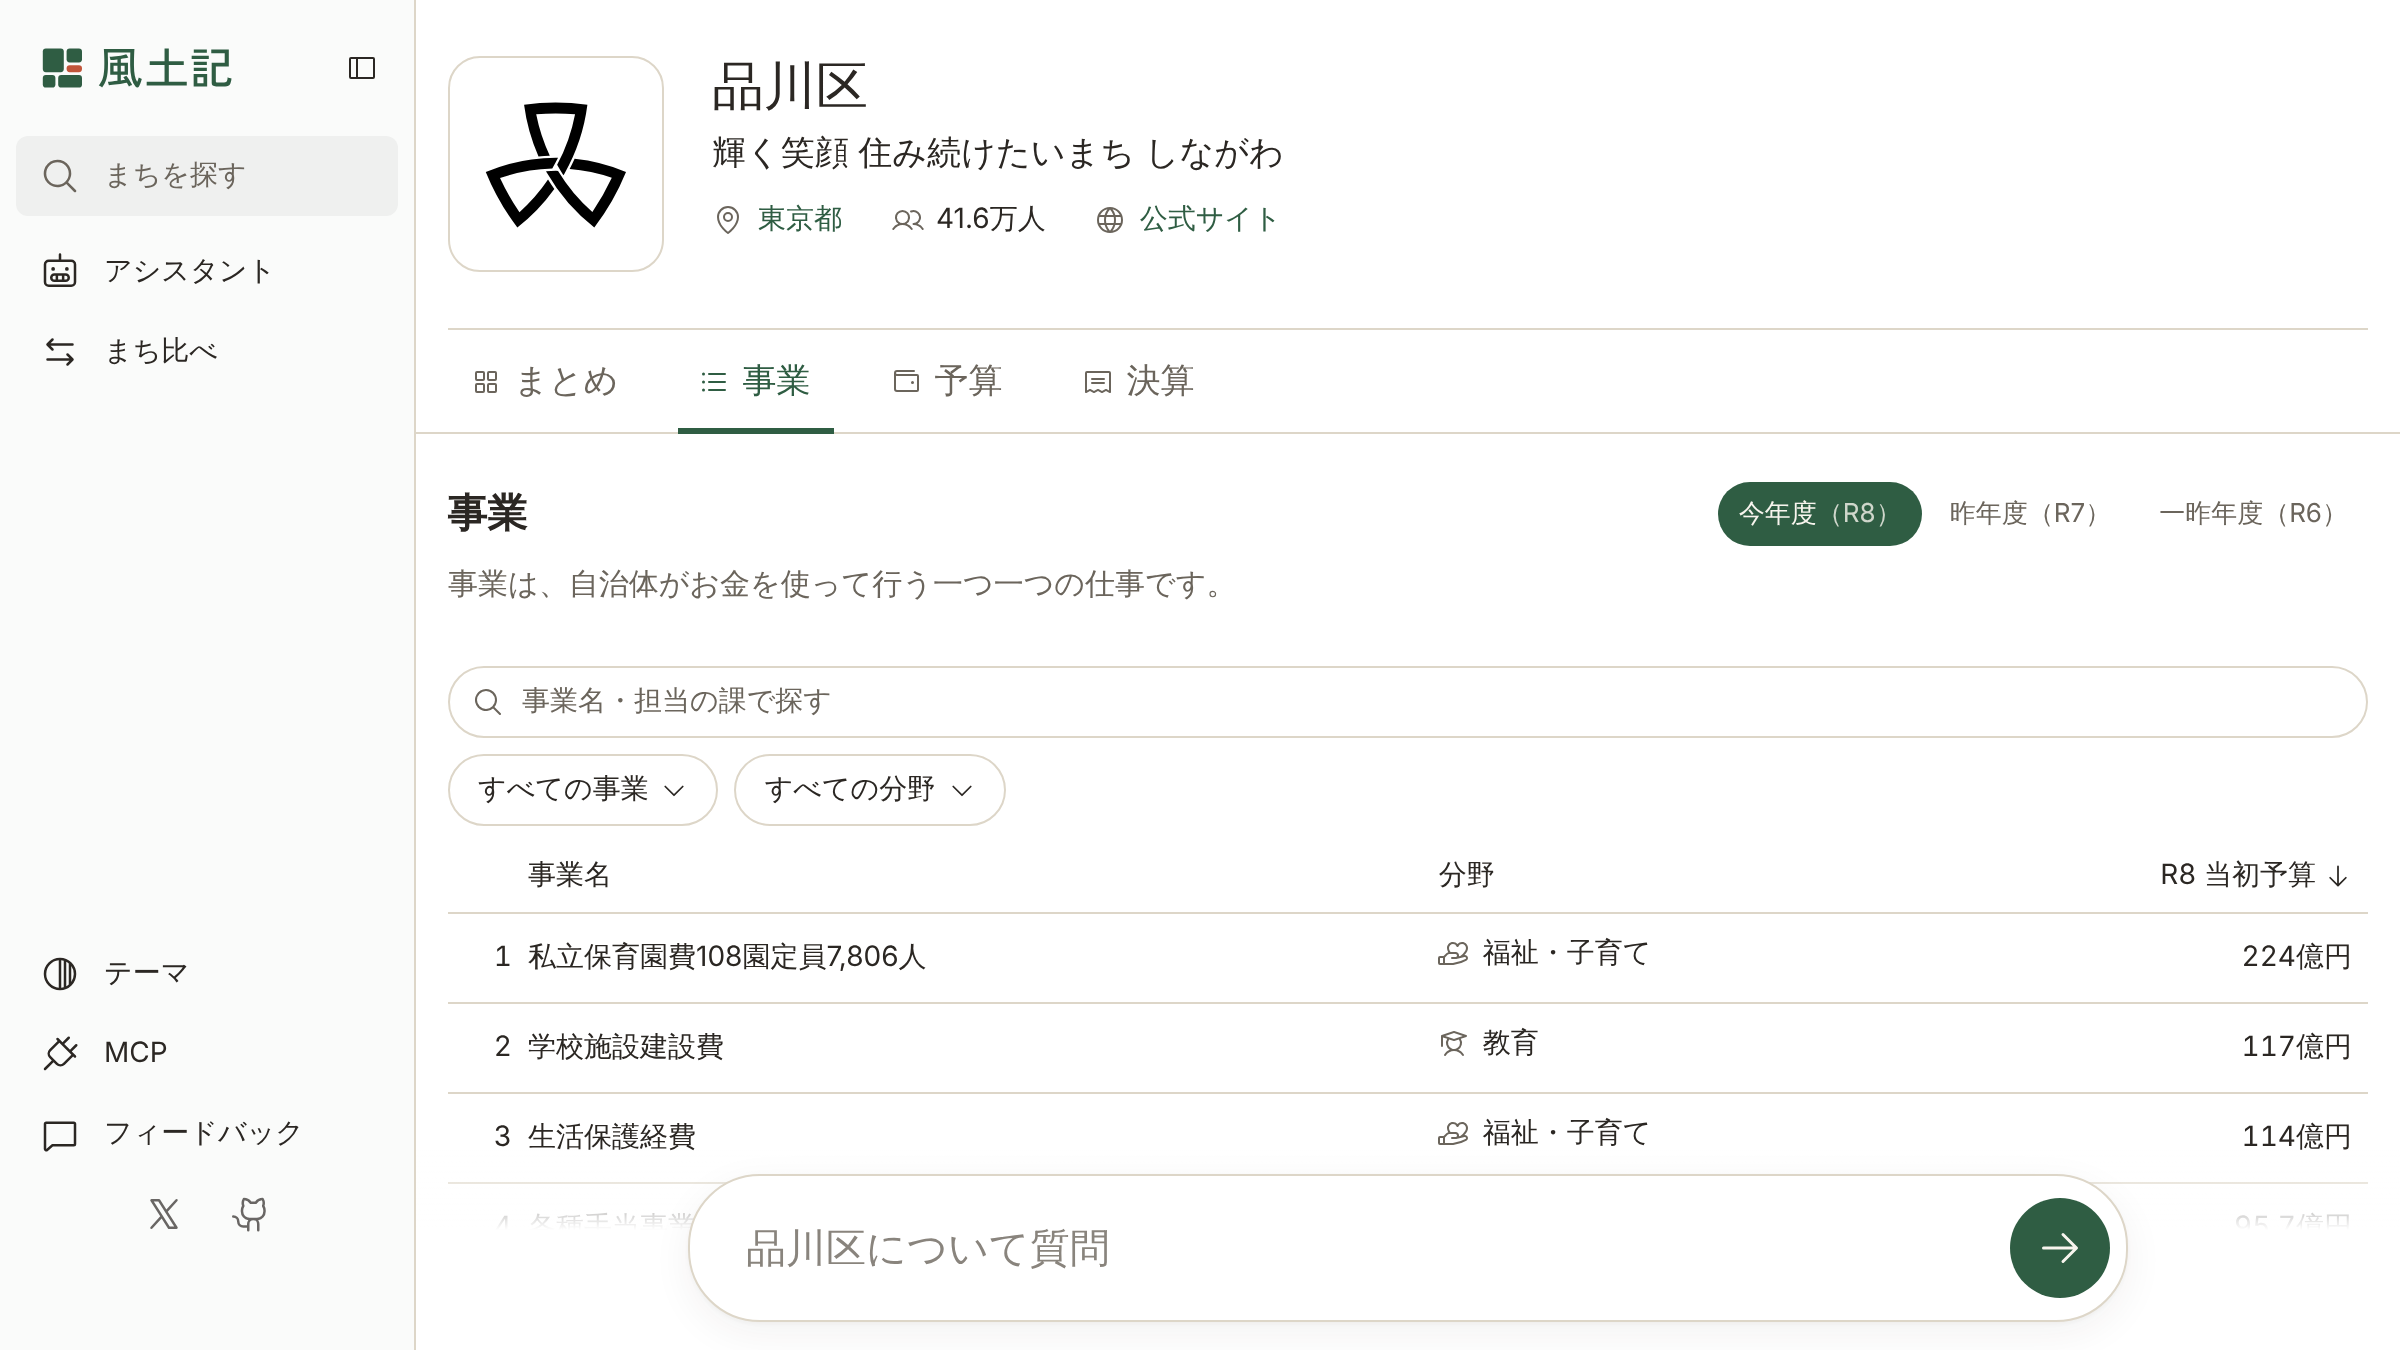 風土記
まちを探す
アシスタント
まち比べ
テーマ
MCP
フィードバック
品川区
輝く笑顔 住み続けたいまち しながわ
東京都 41.6万人 公式サイト
まとめ 事業 予算 決算
事業
今年度（R8） 昨年度（R7） 一昨年度（R6）
事業は、自治体がお金を使って行う一つ一つの仕事です。
事業名・担当の課で探す
すべての事業 すべての分野
事業名 分野 R8 当初予算
1 私立保育園費108園定員7,806人 福祉・子育て 224億円
2 学校施設建設費 教育 117億円
3 生活保護経費 福祉・子育て 114億円
4 各種手当事業 95.7億円
品川区について質問